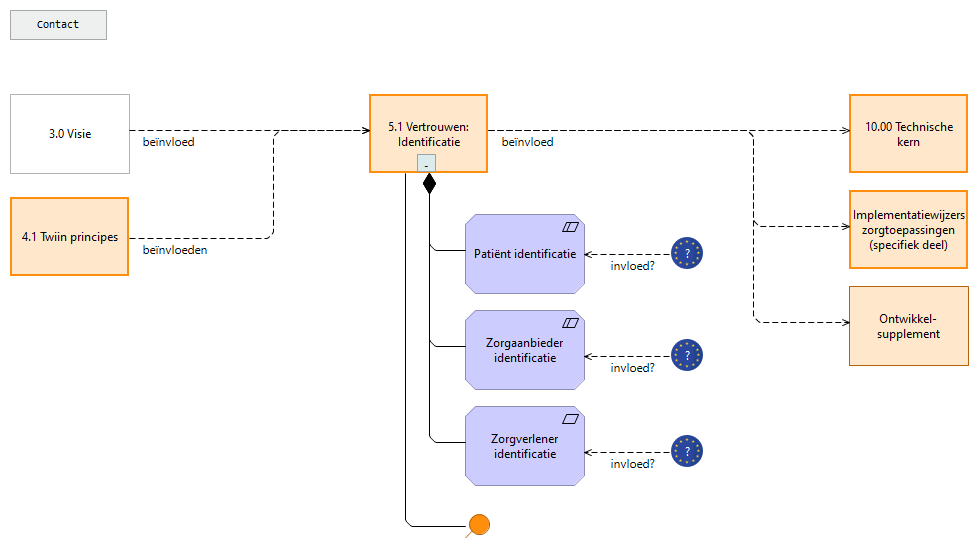 Contact
3.0 Visie
beïnvloed
4.1 Twiin principes
beïnvloeden
5.1 Vertrouwen:
Identificatie
-
beïnvloed
10.00 Technische
kern
Implementatiewijzers
zorgtoepassingen
(specifiek deel)
Ontwikkel-
supplement
Patiënt identificatie
invloed?
?
Zorgaanbieder
identificatie
invloed?
?
Zorgverlener
identificatie
invloed?
?